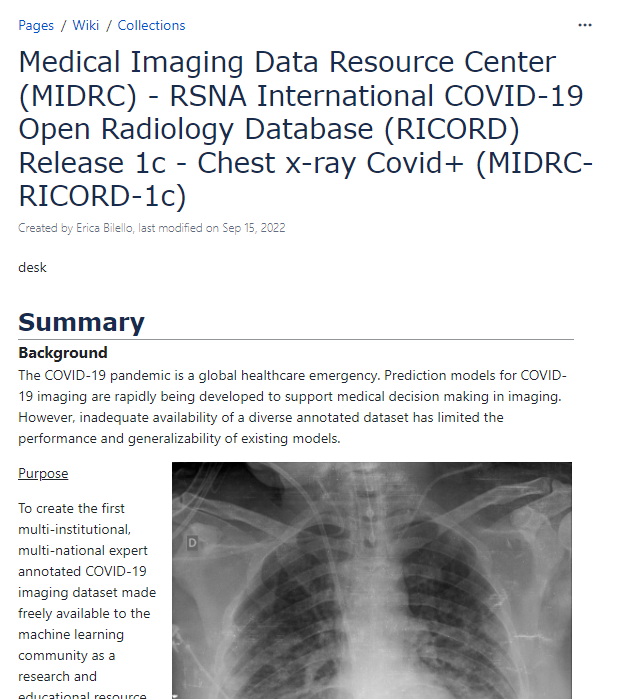 Pages / Wiki / Collections
Medical Imaging Data Resource Center
(MIDRC) - RSNA International COVID-19
Open Radiology Database (RICORD)
Release 1c - Chest x-ray Covid+ (MIDRC-
RICORD-1c)
Created by Erica Bilello, last modified on Sep 15, 2022
desk
Summary
Background
The COVID-19 pandemic is a global healthcare emergency. Prediction models for COVID-
19 imaging are rapidly being developed to support medical decision making in imaging.
However, inadequate availability of a diverse annotated dataset has limited the
performance and generalizability of existing models.
Purpose
To create the first
multi-institutional,
multi-national expert
annotated COVID-19
imaging dataset made
freely available to the
machine learning
community as a
research and
educational resource
D